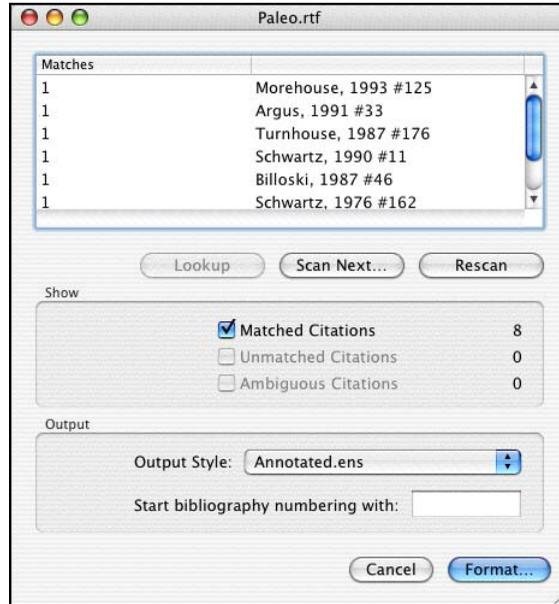 Paleo.rtf
Matches
1 Morehouse, 1993 #125
1 Argus, 1991 #33
1 Turnhouse, 1987 #176
1 Schwartz, 1990 #11
1 Billoski, 1987 #46
1 Schwartz, 1976 #162
Lookup Scan Next... Rescan
Show
Matched Citations 8
Unmatched Citations 0
Ambiguous Citations 0
Output
Output Style: Annotated.ens
Start bibliography numbering with:
Cancel Format...